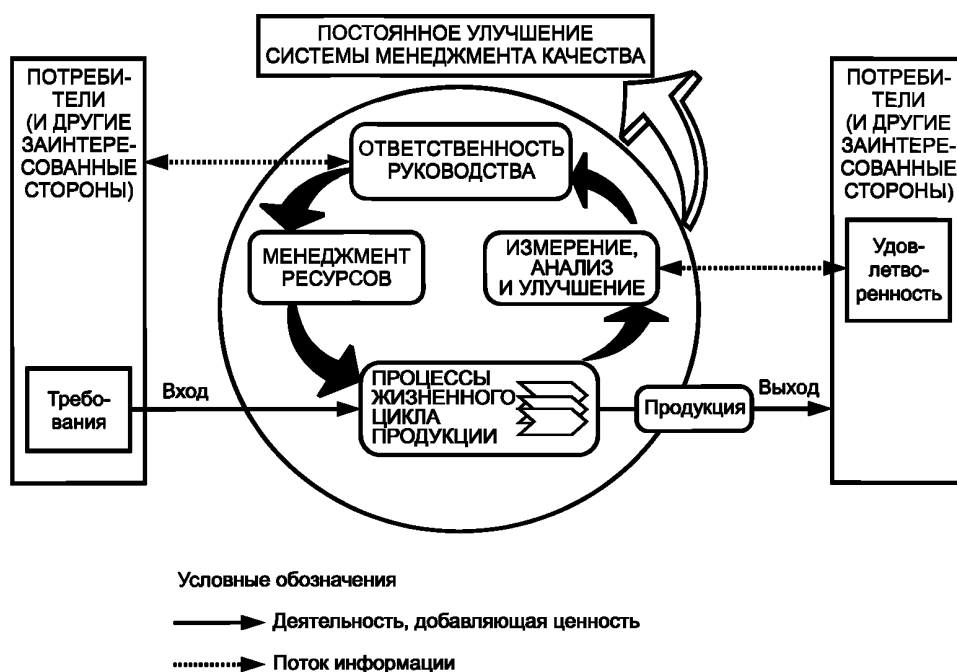 ПОСТОЯННОЕ УЛУЧШЕНИЕ
СИСТЕМЫ МЕНЕДЖМЕНТА КАЧЕСТВА
ПОТРЕБИ-
ТЕЛИ
(И ДРУГИЕ
ЗАИНТЕРЕ-
СОВАННЫЕ
СТОРОНЫ)
ПОТРЕБИ-
ТЕЛИ
(И ДРУГИЕ
ЗАИНТЕРЕ-
СОВАННЫЕ
СТОРОНЫ)
ОТВЕТСТВЕННОСТЬ
РУКОВОДСТВА
МЕНЕДЖМЕНТ
РЕСУРСОВ
ИЗМЕРЕНИЕ,
АНАЛИЗ
И УЛУЧШЕНИЕ
Удов-
летво-
ренность
Требо-
вания
Вход
ПРОЦЕССЫ
ЖИЗНЕННОГО
ЦИКЛА
ПРОДУКЦИИ
Продукция
Выход
Условные обозначения
Деятельность, добавляющая ценность
Поток информации